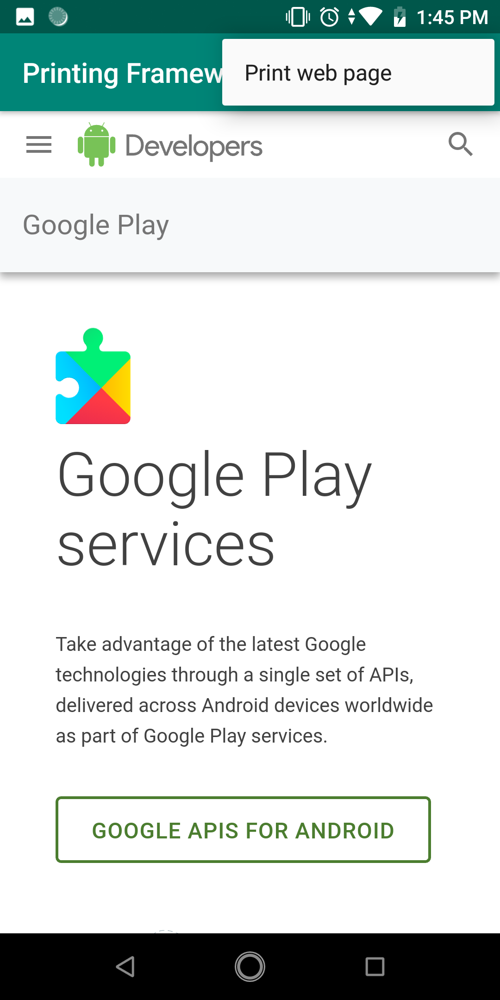 1:45 PM
Printing Framew
Print web page
Developers
Google Play
Google Play
services
Take advantage of the latest Google
technologies through a single set of APIs,
delivered across Android devices worldwide
as part of Google Play services.
GOOGLE APIS FOR ANDROID